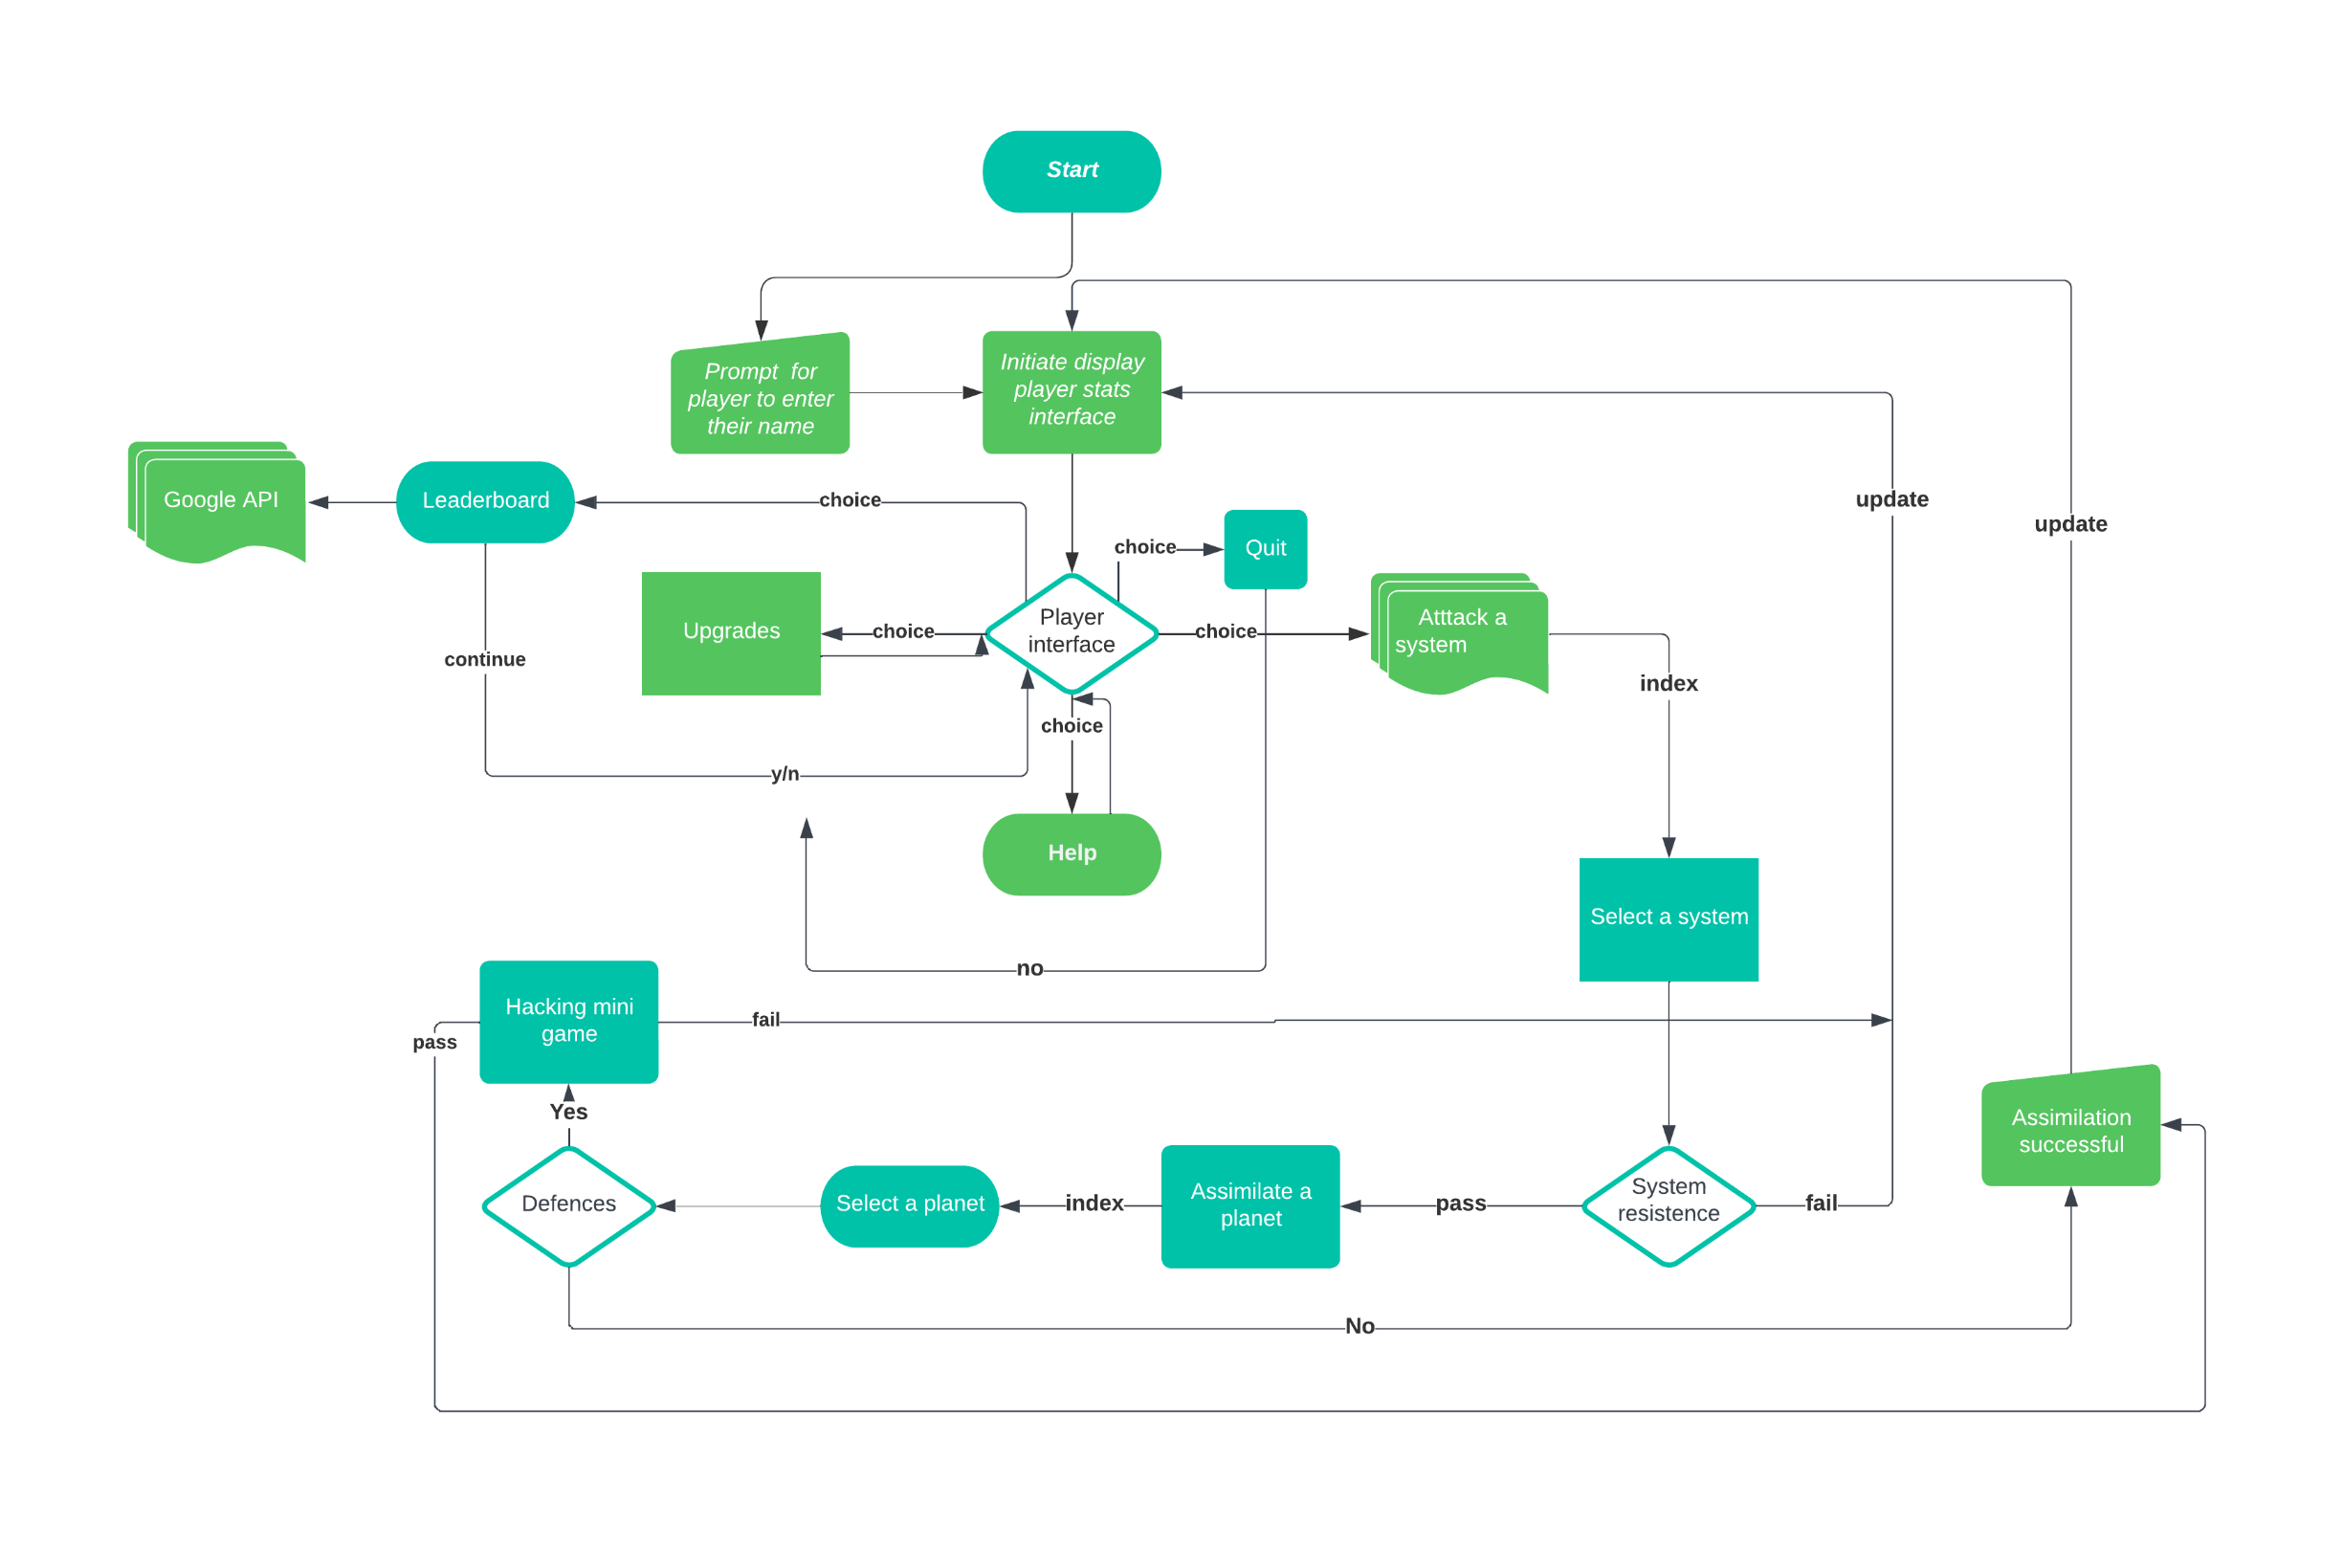 Start
Prompt  for
player to enter
their name
Initiate display
player stats
interface
Google API
Leaderboard
choice
update
update
choice
Quit
Upgrades
choice
Player
interface
choice
Atttack a
system
continue
index
choice
y/n
Help
Select a system
no
Hacking mini
game
fail
pass
Yes
Assimilation
successful
Defences
Select a planet
index
Assimilate a
planet
pass
System
resistence
fail
No